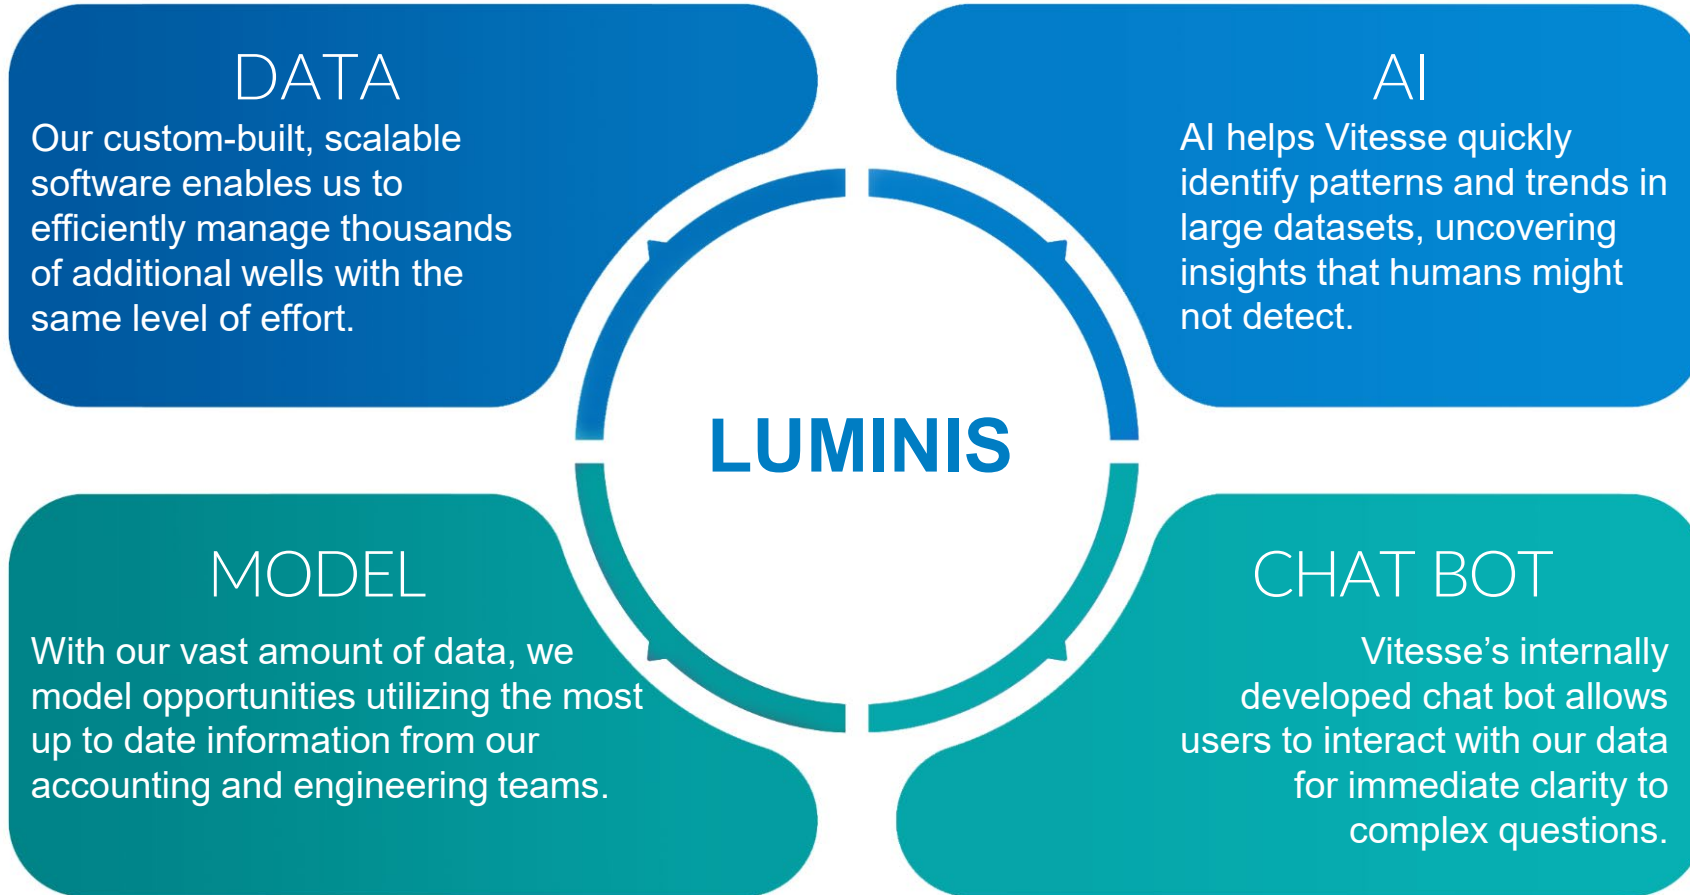 DATA
Our custom-built, scalable
software enables us to
efficiently manage thousands
of additional wells with the
same level of effort.
AI
AI helps Vitesse quickly
identify patterns and trends in
large datasets, uncovering
insights that humans might
not detect.
LUMINIS
MODEL
With our vast amount of data, we
model opportunities utilizing the most
up to date information from our
accounting and engineering teams.
CHAT BOT
Vitesse’s internally
developed chat bot allows
users to interact with our data
for immediate clarity to
complex questions.